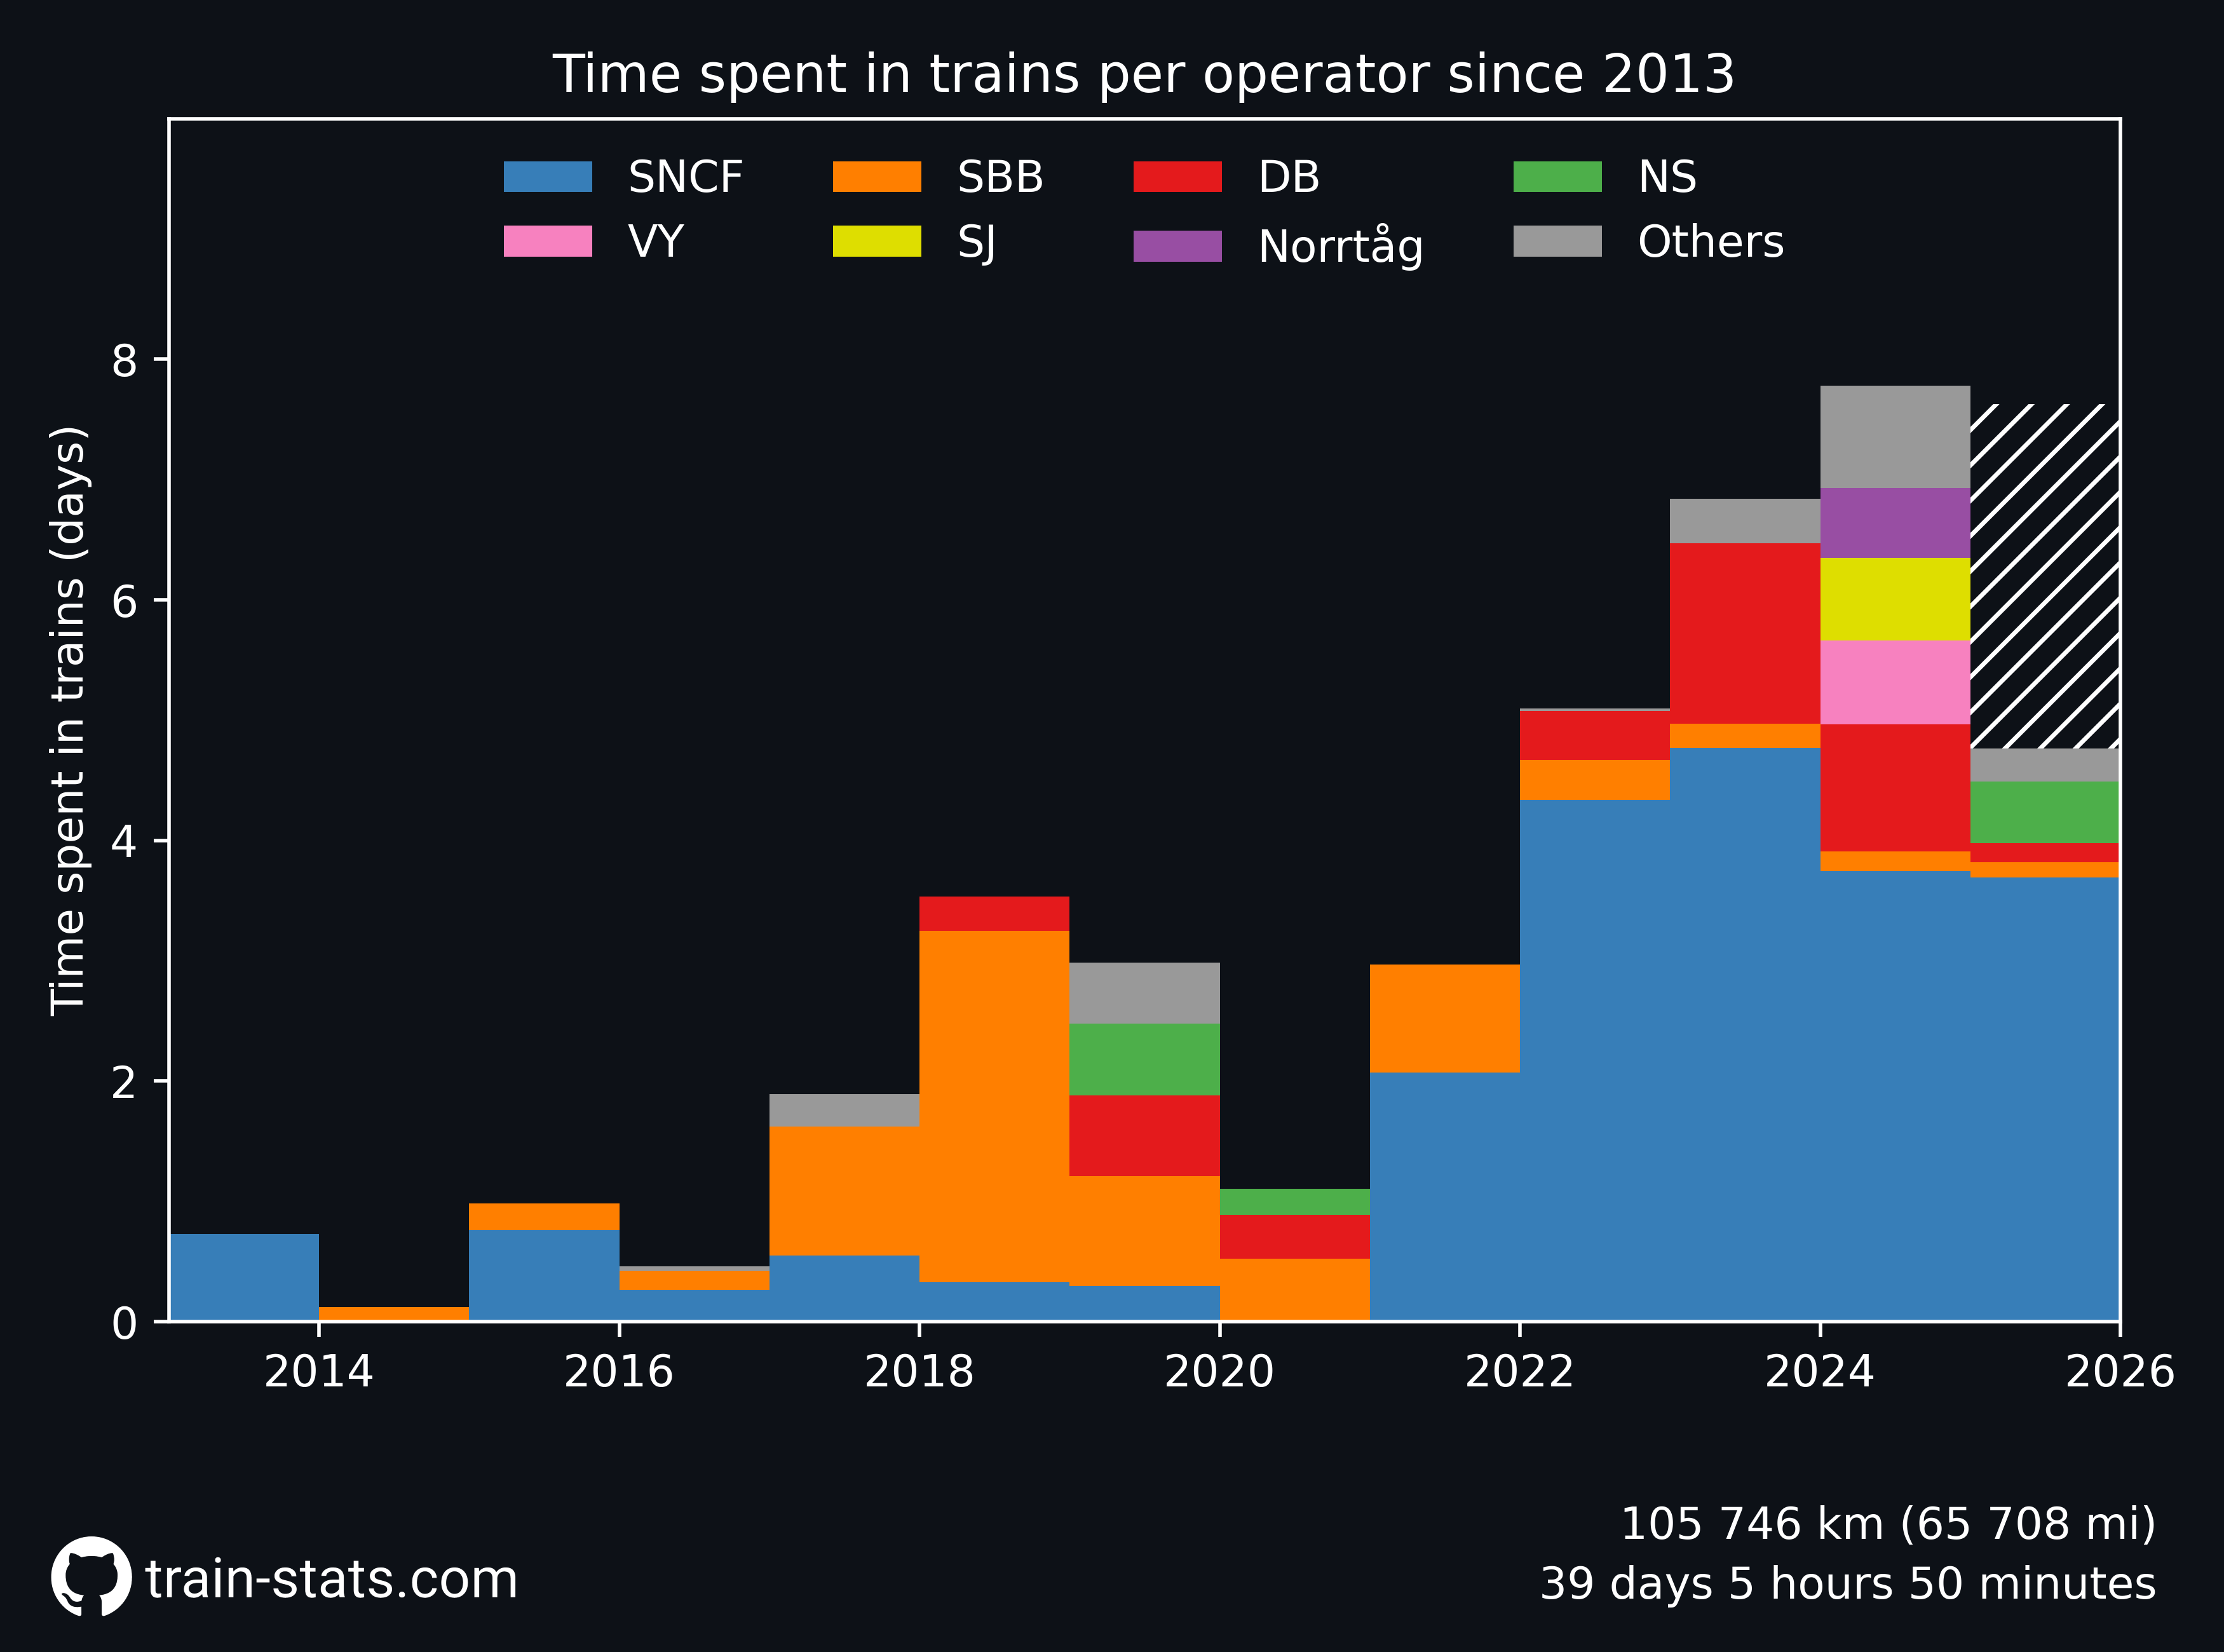 Time spent in trains per operator since 2013
SNCF SBB DB NS
VY SJ Norrtåg Others
Time spent in trains (days)
8
6
4
2
0
2014 2016 2018 2020 2022 2024 2026
105 746 km (65 708 mi)
39 days 5 hours 50 minutes
train-stats.com